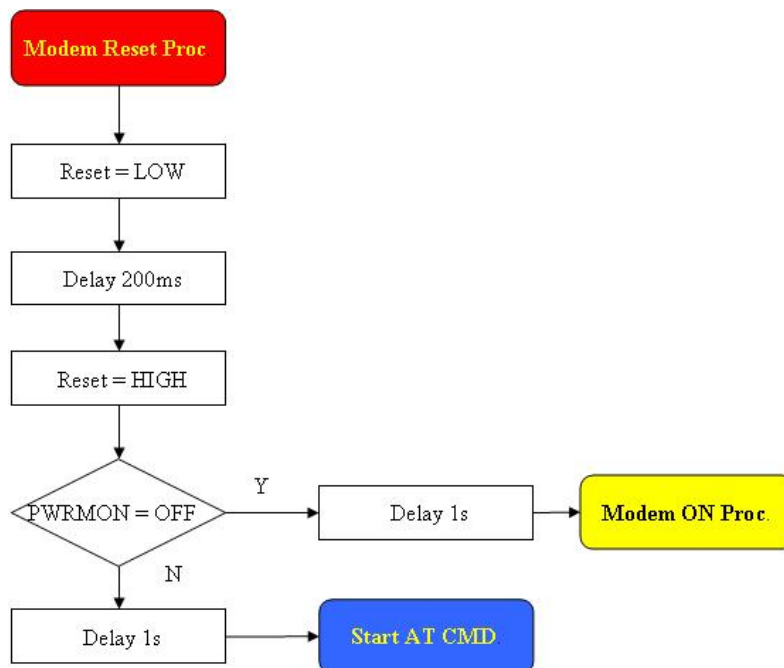 Modem Reset Proc
Reset = LOW
Delay 200ms
Reset = HIGH
PWRMON = OFF
Y
Delay 1s
Modem ON Proc.
N
Delay 1s
Start AT CMD.